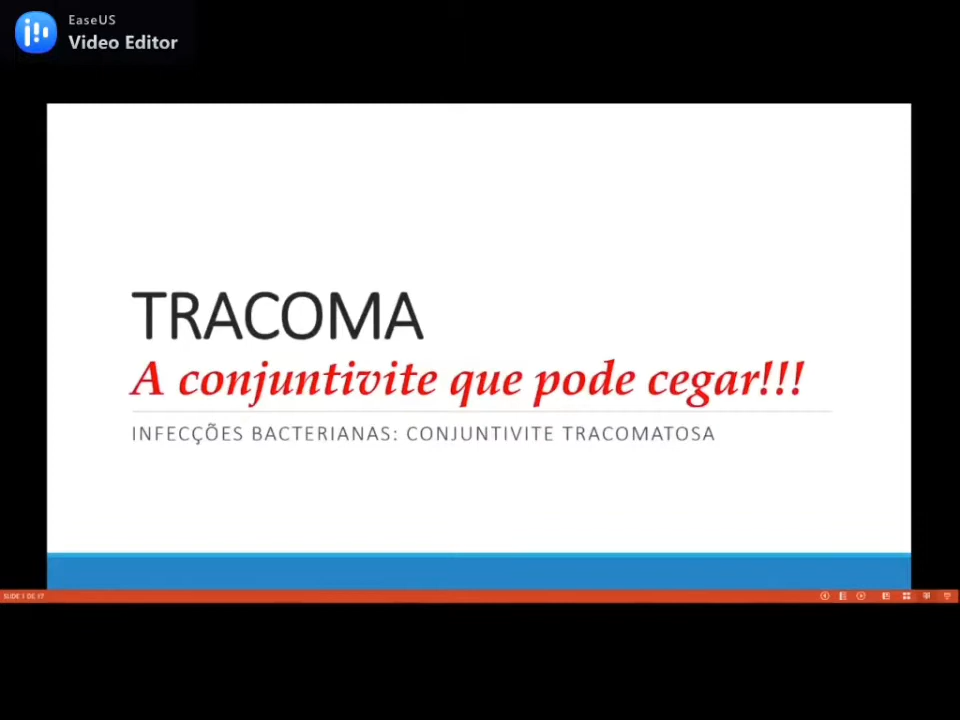 EaseUS
Video Editor
TRACOMA
A conjuntivite que pode cegar!!!
INFECÇÕES BACTERIANAS: CONJUNTIVITE TRACOMATOSA